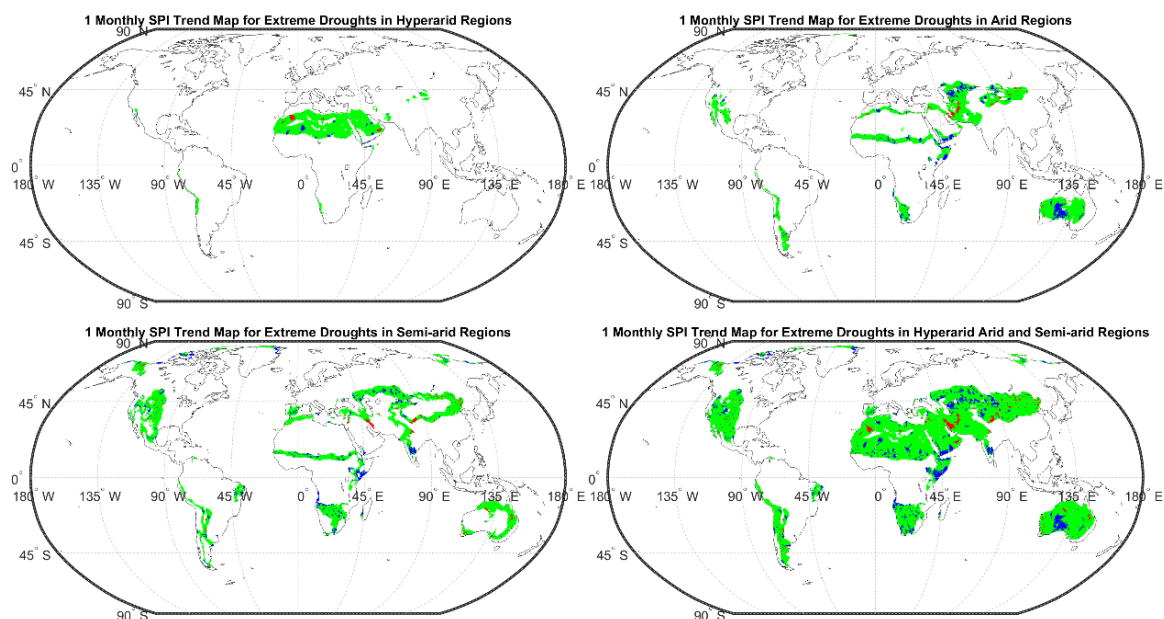 1 Monthly SPI Trend Map for Extreme Droughts in Hyperarid Regions
90° N
45° N
0°
180° W 135° W 90° W 45° W 0 45° E 90° E 135° E 180° E
45° S
90° S
1 Monthly SPI Trend Map for Extreme Droughts in Arid Regions
90° N
45° N
0°
180° W 135° W 90° W 45° W 0 45° E 90° E 135° E 180° E
45° S
90° S
1 Monthly SPI Trend Map for Extreme Droughts in Semi-arid Regions
90° N
45° N
0°
180° W 135° W 90° W 45° W 0 45° E 90° E 135° E 180° E
45° S
90° S
1 Monthly SPI Trend Map for Extreme Droughts in Hyperarid Arid and Semi-arid Regions
90° N
45° N
0°
180° W 135° W 90° W 45° W 0 45° E 90° E 135° E 180° E
45° S
90° S